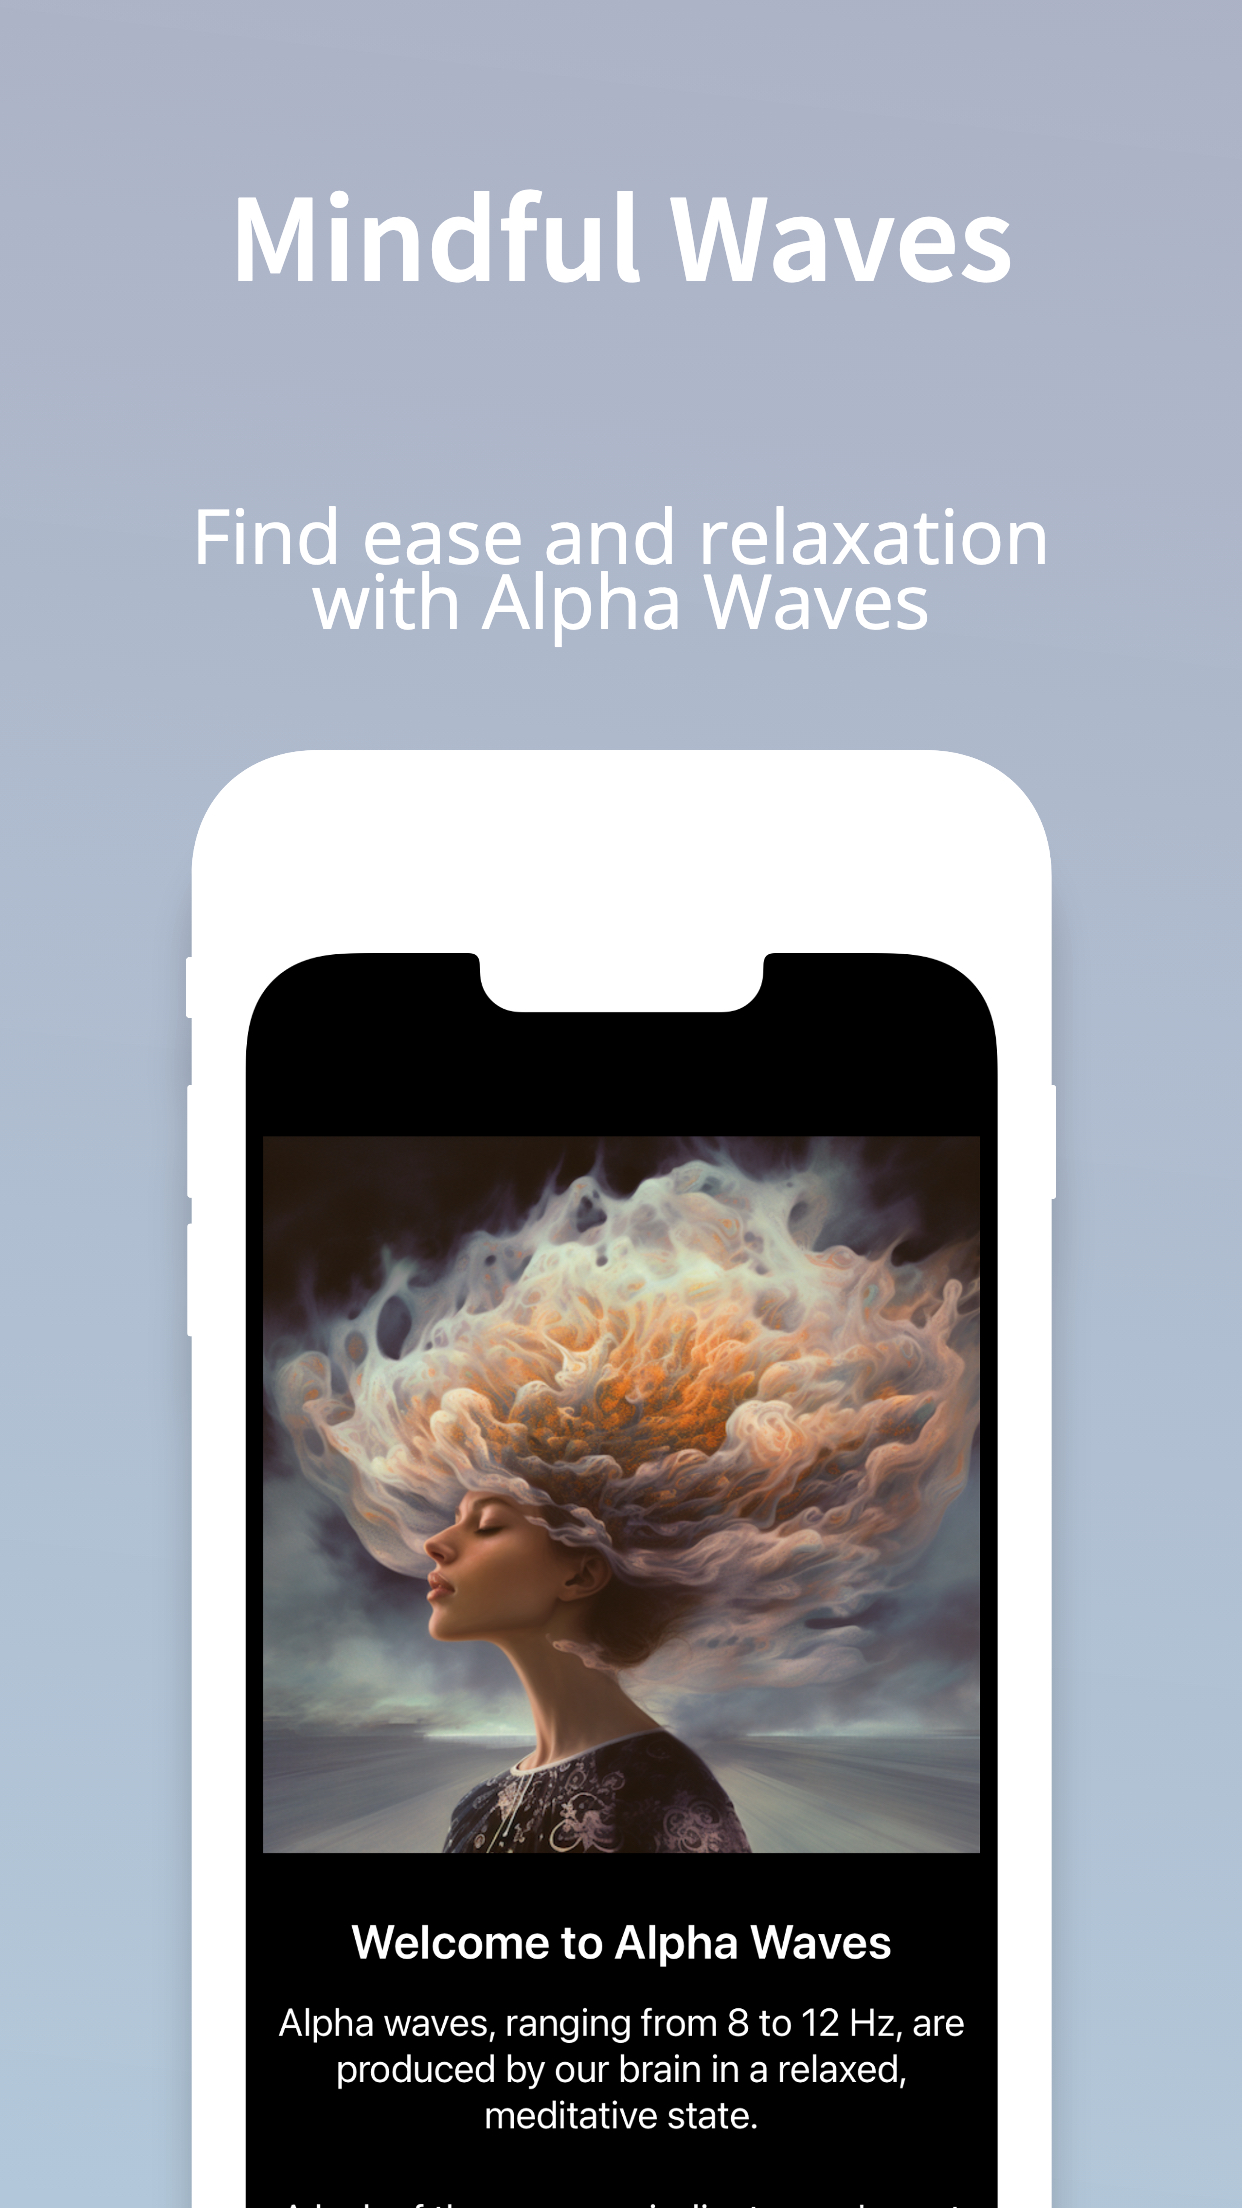 Mindful Waves
Find ease and relaxation
with Alpha Waves
Welcome to Alpha Waves
Alpha waves, ranging from 8 to 12 Hz, are
produced by our brain in a relaxed,
meditative state.